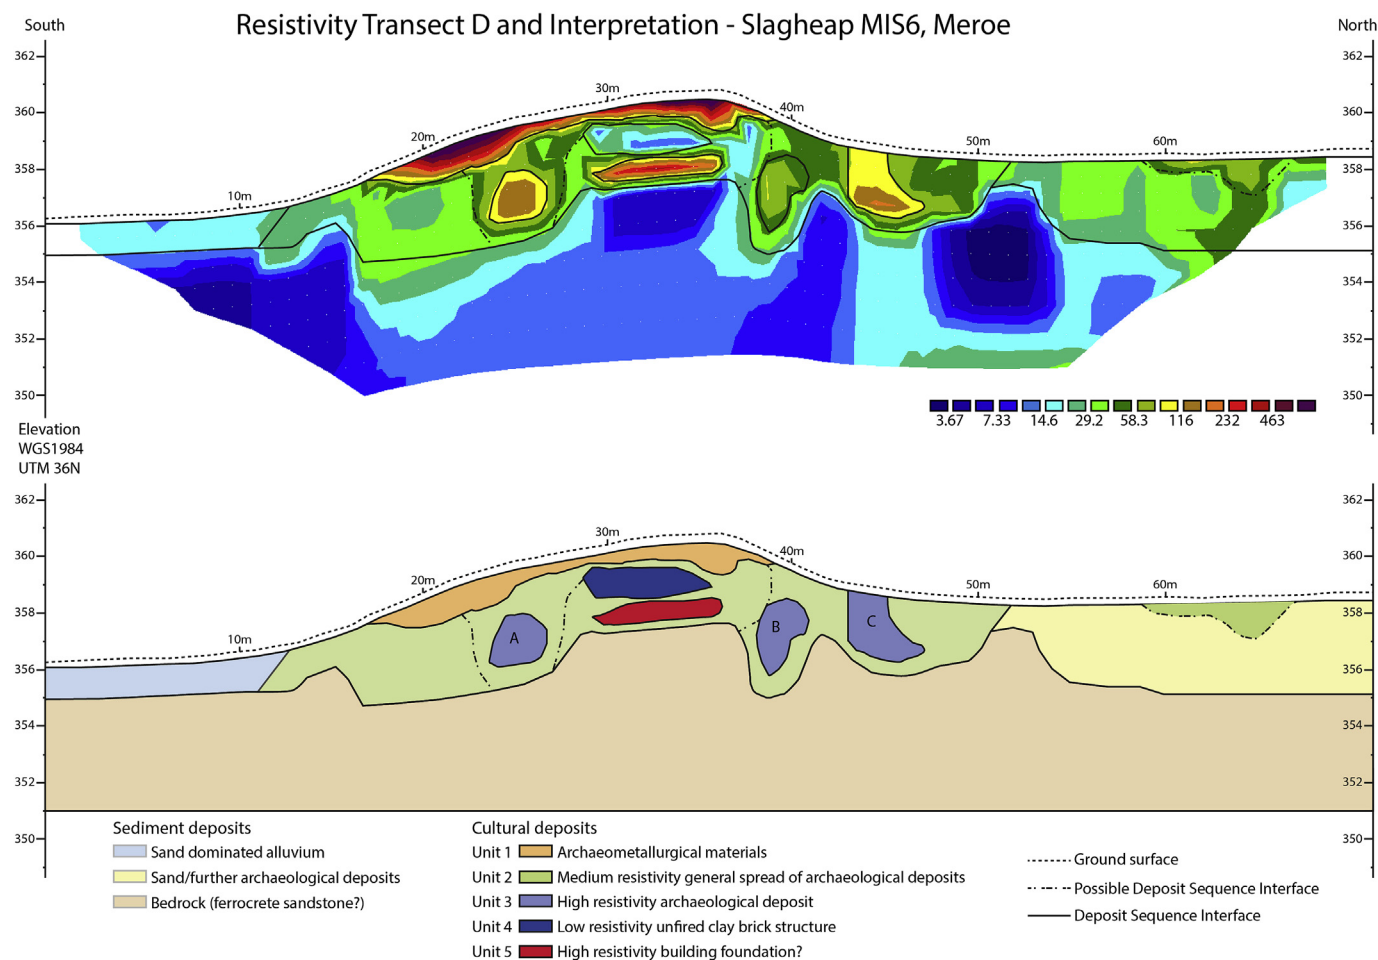 Resistivity Transect D and Interpretation - Slagheap MIS6, Meroe
South
North
362
360
358
356
354
352
350
362
360
358
356
354
352
350
10m
20m
30m
40m
50m
60m
3.67 7.33 14.6 29.2 58.3 116 232 463
Elevation
WGS1984
UTM 36N
362
360
358
356
354
352
350
362
360
358
356
354
352
350
10m
20m
30m
40m
50m
60m
A
B
C
Sediment deposits
Sand dominated alluvium
Sand/further archaeological deposits
Bedrock (ferrocrete sandstone?)
Cultural deposits
Unit 1 Archaeometallurgical materials
Unit 2 Medium resistivity general spread of archaeological deposits
Unit 3 High resistivity archaeological deposit
Unit 4 Low resistivity unfired clay brick structure
Unit 5 High resistivity building foundation?
Ground surface
Possible Deposit Sequence Interface
Deposit Sequence Interface